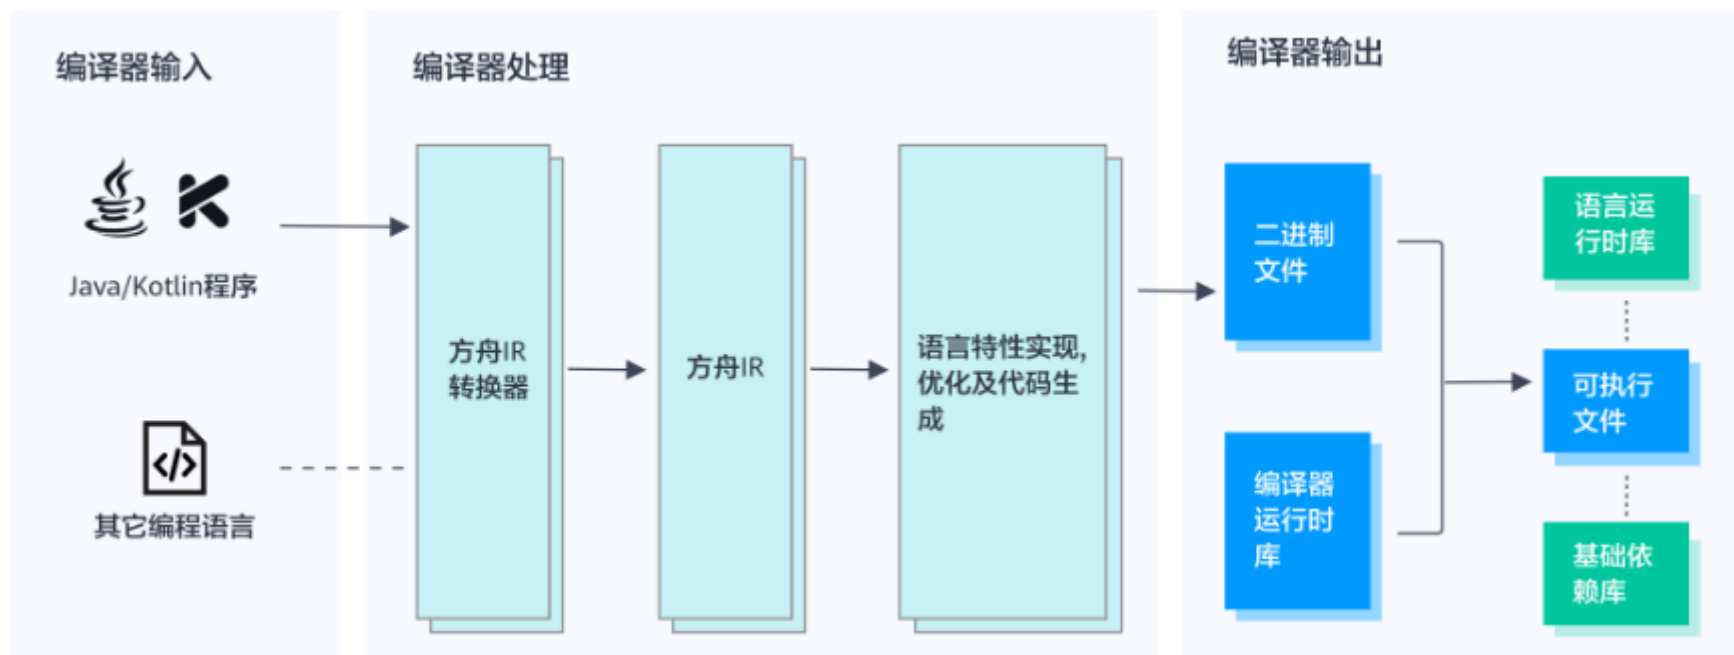 编译器输入
编译器处理
编译器输出
Java/Kotlin程序
其它编程语言
方舟IR
转换器
方舟IR
语言特性实现,
优化及代码生
成
二进制
文件
编译器
运行时
库
语言运
行时库
可执行
文件
基础依
赖库